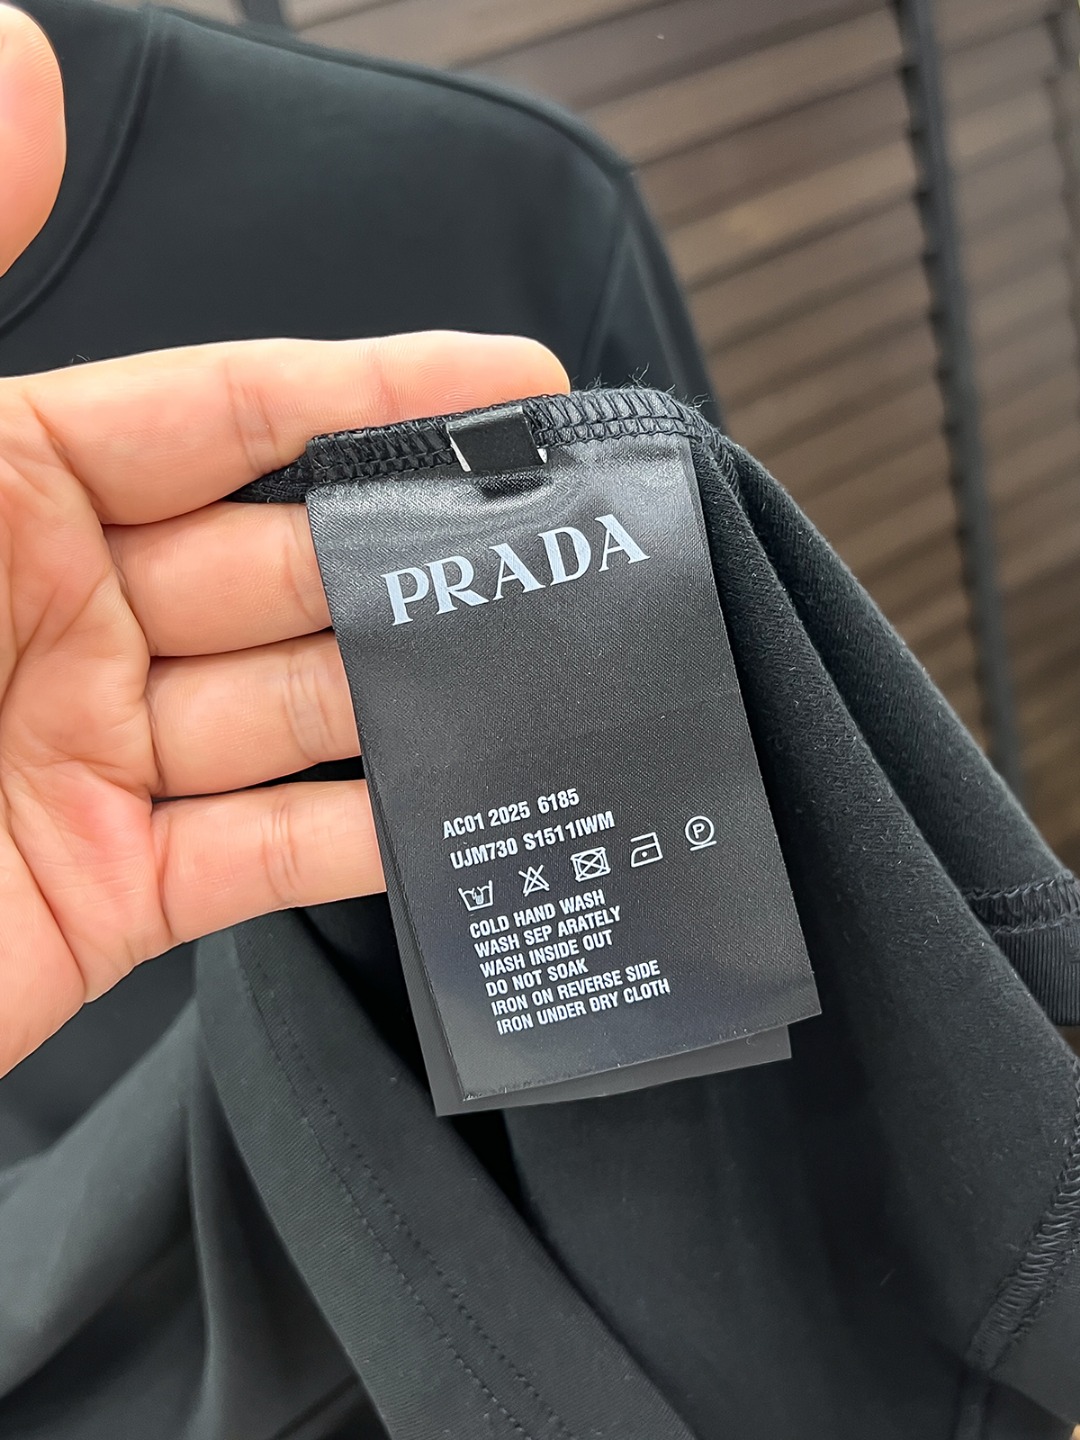 PRADA
AC01 2025 6185
UJM730 S1511IWM
P
COLD HAND WASH
WASH SEP ARATELY
WASH INSIDE OUT
DO NOT SOAK
IRON ON REVERSE SIDE
IRON UNDER DRY CLOTH